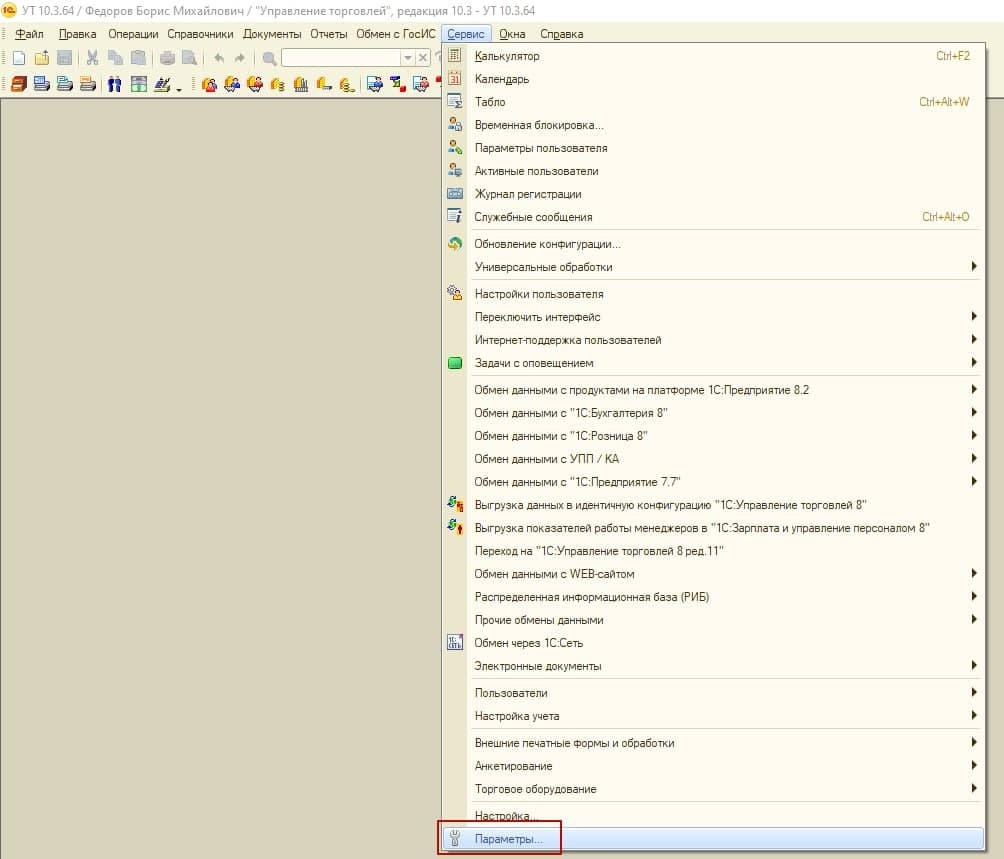 УТ 10.3.64 / Федоров Борис Михайлович / "Управление торговлей", редакция 10.3 - УТ 10.3.64
Файл Правка Операции Справочники Документы Отчеты Обмен с ГосИС Сервис Окна Справка
Калькулятор Ctrl+F2
Календарь
Табло Ctrl+Alt+W
Временная блокировка...
Параметры пользователя
Активные пользователи
Журнал регистрации
Служебные сообщения Ctrl+Alt+O
Обновление конфигурации...
Универсальные обработки
Настройки пользователя
Переключить интерфейс
Интернет-поддержка пользователей
Задачи с оповещением
Обмен данными с продуктами на платформе 1С:Предприятие 8.2
Обмен данными с "1С:Бухгалтерия 8"
Обмен данными с "1С:Розница 8"
Обмен данными с УПП / КА
Обмен данными с "1С:Предприятие 7.7"
Выгрузка данных в идентичную конфигурацию "1С:Управление торговлей 8"
Выгрузка показателей работы менеджеров в "1С:Зарплата и управление персоналом 8"
Переход на "1С:Управление торговлей 8 ред.11"
Обмен данными с WEB-сайтом
Распределенная информационная база (РИБ)
Прочие обмены данными
Обмен через 1С:Сеть
Электронные документы
Пользователи
Настройка учета
Внешние печатные формы и обработки
Анкетирование
Торговое оборудование
Настройка...
Параметры...